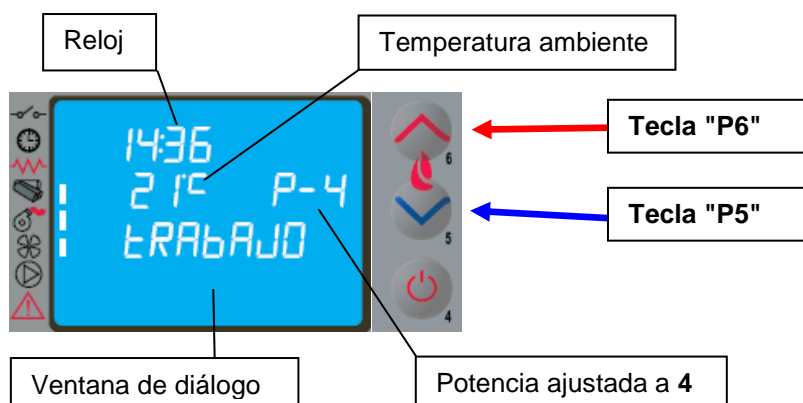 Reloj
Temperatura ambiente
14:36
21°C P-4
tRAbAJO
6
5
4
Tecla "P6"
Tecla "P5"
Ventana de diálogo
Potencia ajustada a 4